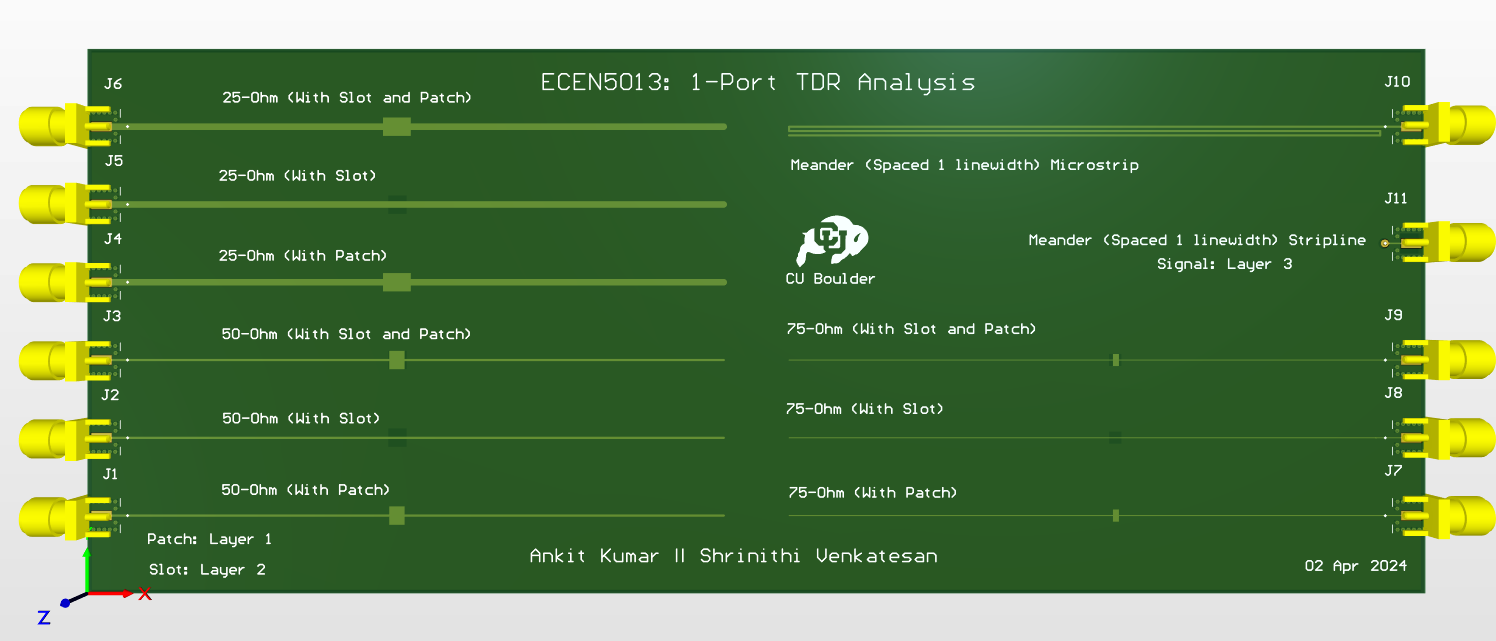 ECEN5013: 1-Port TDR Analysis
J6
25-Ohm (With Slot and Patch)
J5
25-Ohm (With Slot)
J4
25-Ohm (With Patch)
J3
50-Ohm (With Slot and Patch)
J2
50-Ohm (With Slot)
J1
50-Ohm (With Patch)
Patch: Layer 1
Slot: Layer 2
J10
Meander (Spaced 1 linewidth) Microstrip
J11
Meander (Spaced 1 linewidth) Stripline
Signal: Layer 3
CU
CU Boulder
J9
75-Ohm (With Slot and Patch)
J8
75-Ohm (With Slot)
J7
75-Ohm (With Patch)
Ankit Kumar || Shrinithi Venkatesan
02 Apr 2024
X
Z